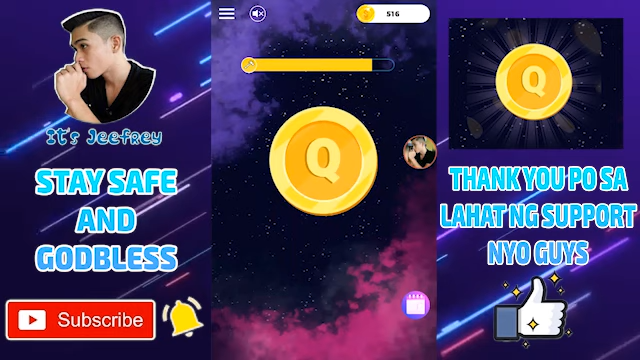 It's Jeefrey
STAY SAFE
AND
GODBLESS
Subscribe
516
Q
Q
THANK YOU PO SA
LAHAT NG SUPPORT
NYO GUYS